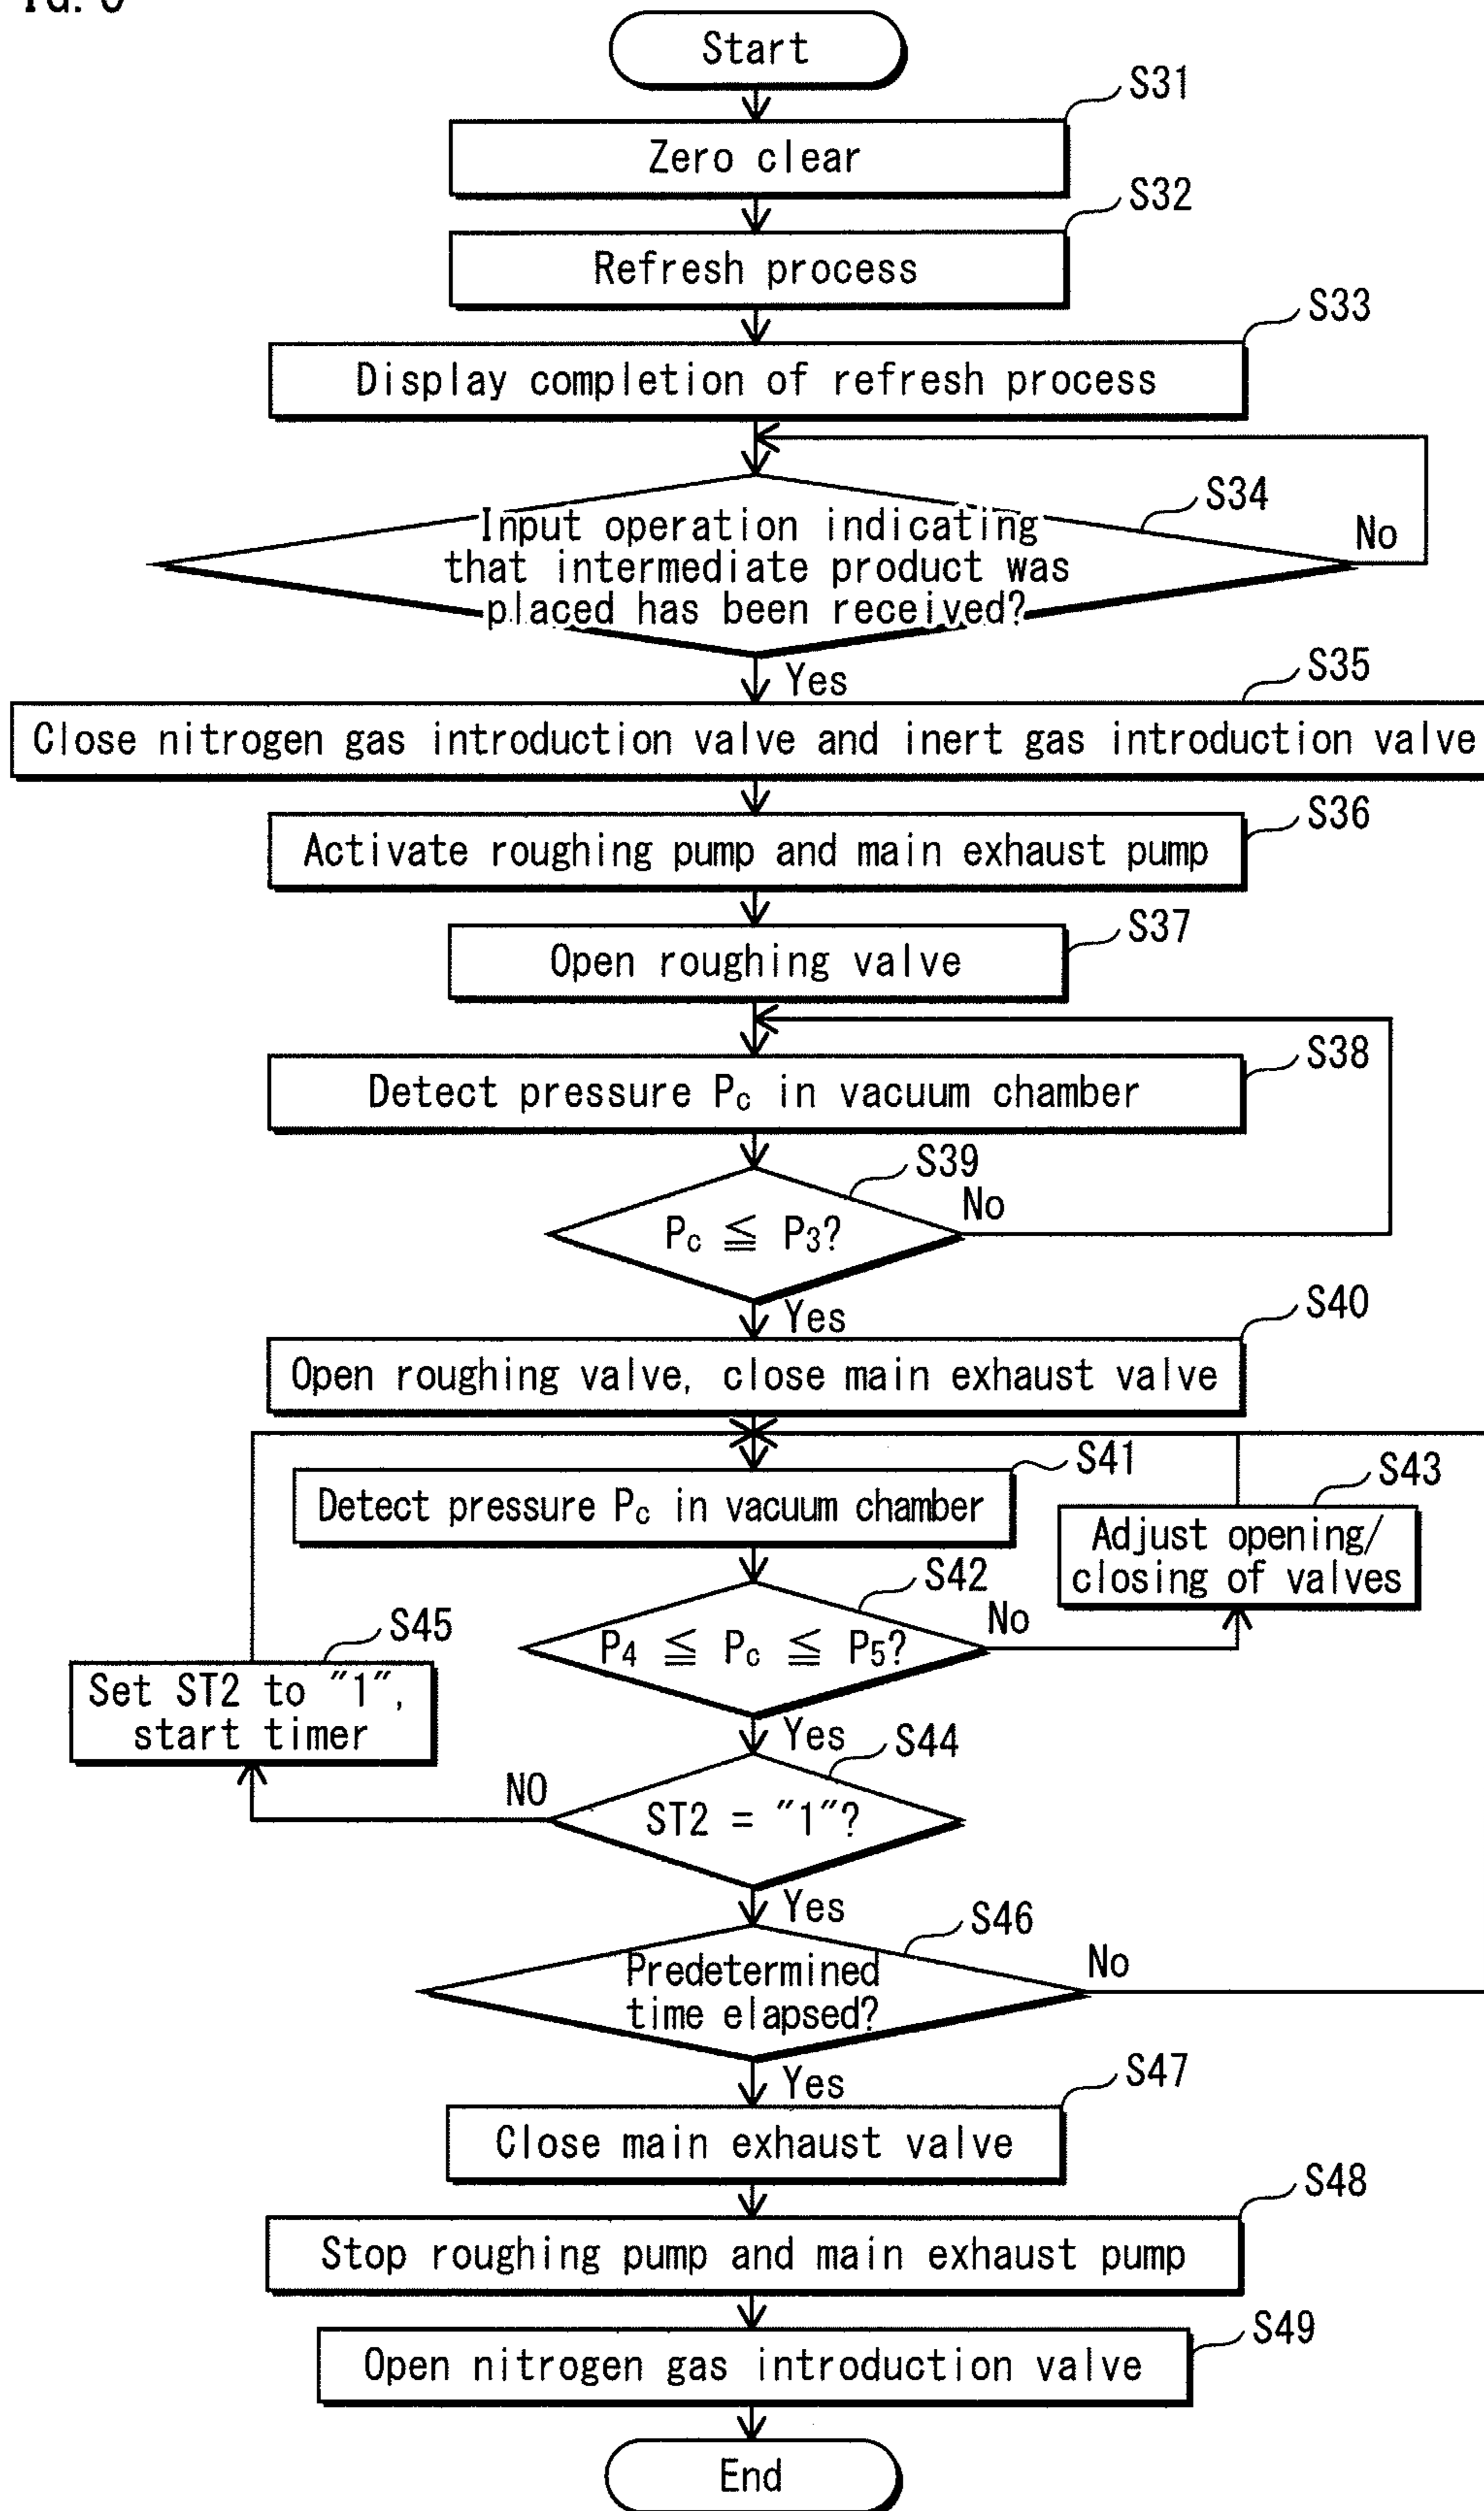 Start
S31
Zero clear
S32
Refresh process
S33
Display completion of refresh process
S34
Input operation indicating
that intermediate product was
placed has been received?
No
Yes
S35
Close nitrogen gas introduction valve and inert gas introduction valve
S36
Activate roughing pump and main exhaust pump
S37
Open roughing valve
S38
Detect pressure Pc in vacuum chamber
S39
Pc ≦ P3?
No
Yes
S40
Open roughing valve, close main exhaust valve
S41
Detect pressure Pc in vacuum chamber
S43
Adjust opening/
closing of valves
S42
P4 ≦ Pc ≦ P5?
No
S45
Set ST2 to "1",
start timer
Yes
S44
ST2 = "1"?
NO
Yes
S46
Predetermined
time elapsed?
No
Yes
S47
Close main exhaust valve
S48
Stop roughing pump and main exhaust pump
S49
Open nitrogen gas introduction valve
End